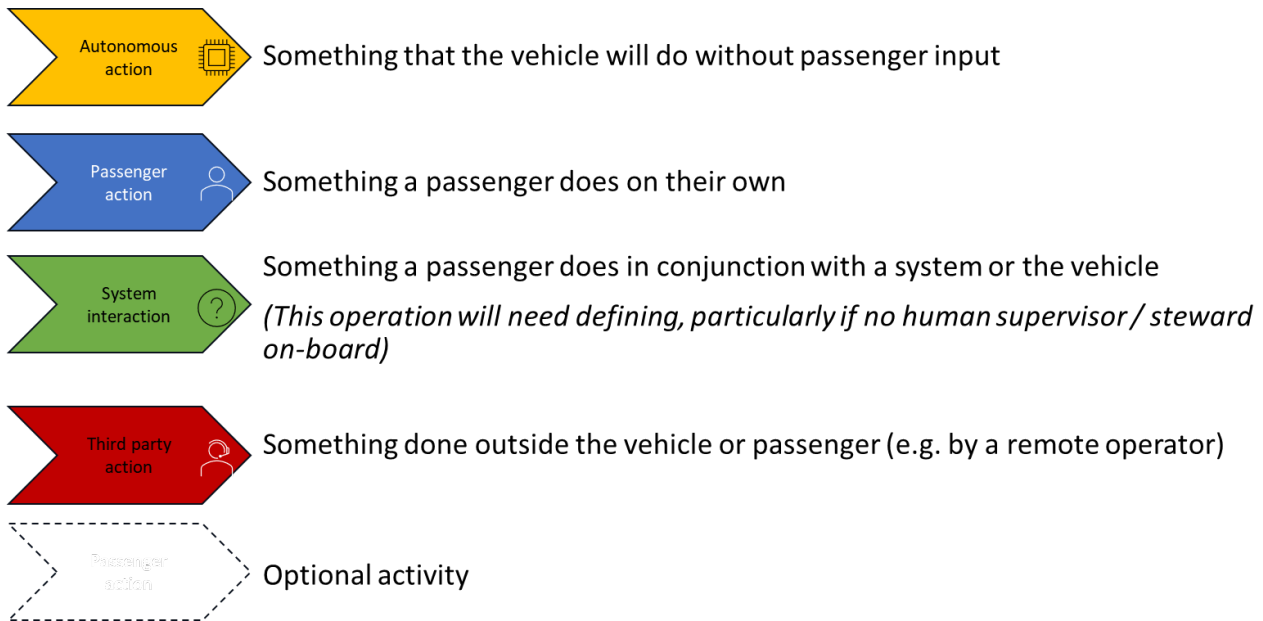 Autonomous
action
Something that the vehicle will do without passenger input
Passenger
action
Something a passenger does on their own
System
interaction
?
Something a passenger does in conjunction with a system or the vehicle
(This operation will need defining, particularly if no human supervisor / steward
on-board)
Third party
action
Something done outside the vehicle or passenger (e.g. by a remote operator)
Passenger
action
Optional activity